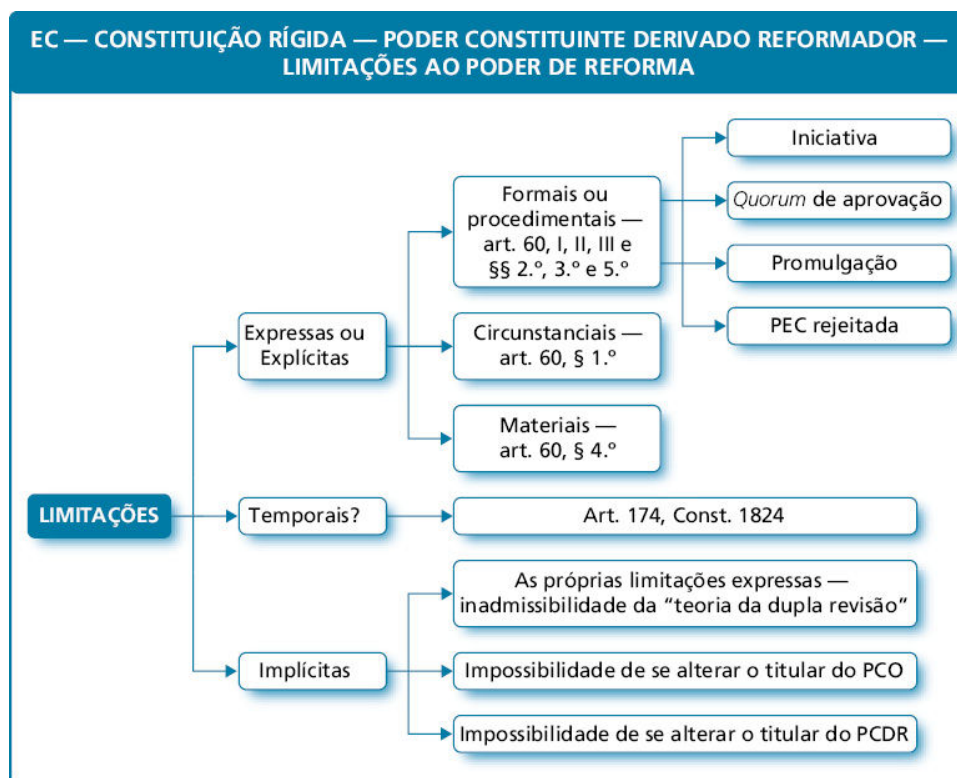 EC — CONSTITUIÇÃO RÍGIDA — PODER CONSTITUINTE DERIVADO REFORMADOR —
LIMITAÇÕES AO PODER DE REFORMA
LIMITAÇÕES
Expressas ou
Explícitas
Formais ou
procedimentais —
art. 60, I, II, III e
§§ 2.º, 3.º e 5.º
Iniciativa
Quorum de aprovação
Promulgação
PEC rejeitada
Circunstanciais —
art. 60, § 1.º
Materiais —
art. 60, § 4.º
Temporais?
Art. 174, Const. 1824
Implícitas
As próprias limitações expressas —
inadmissibilidade da “teoria da dupla revisão”
Impossibilidade de se alterar o titular do PCO
Impossibilidade de se alterar o titular do PCDR